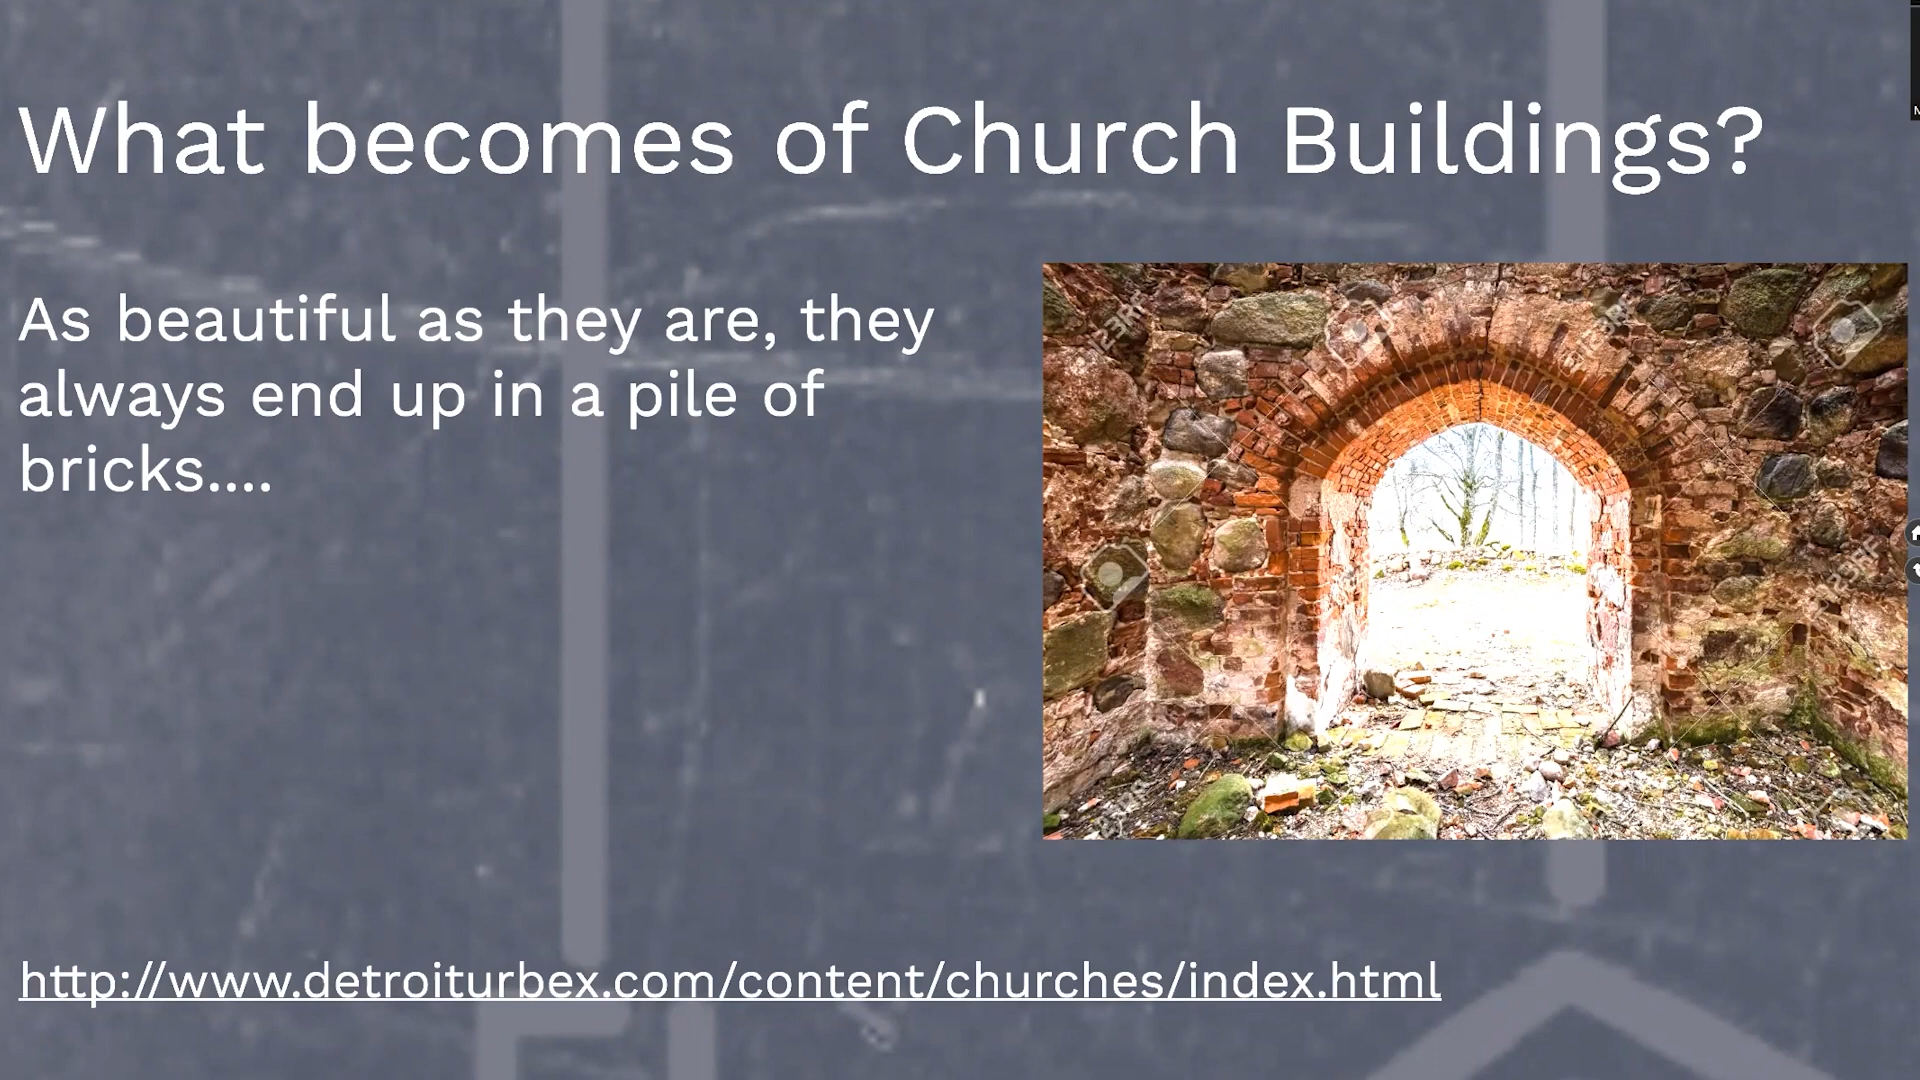 What becomes of Church Buildings?
As beautiful as they are, they
always end up in a pile of
bricks....
http://www.detroiturbex.com/content/churches/index.html